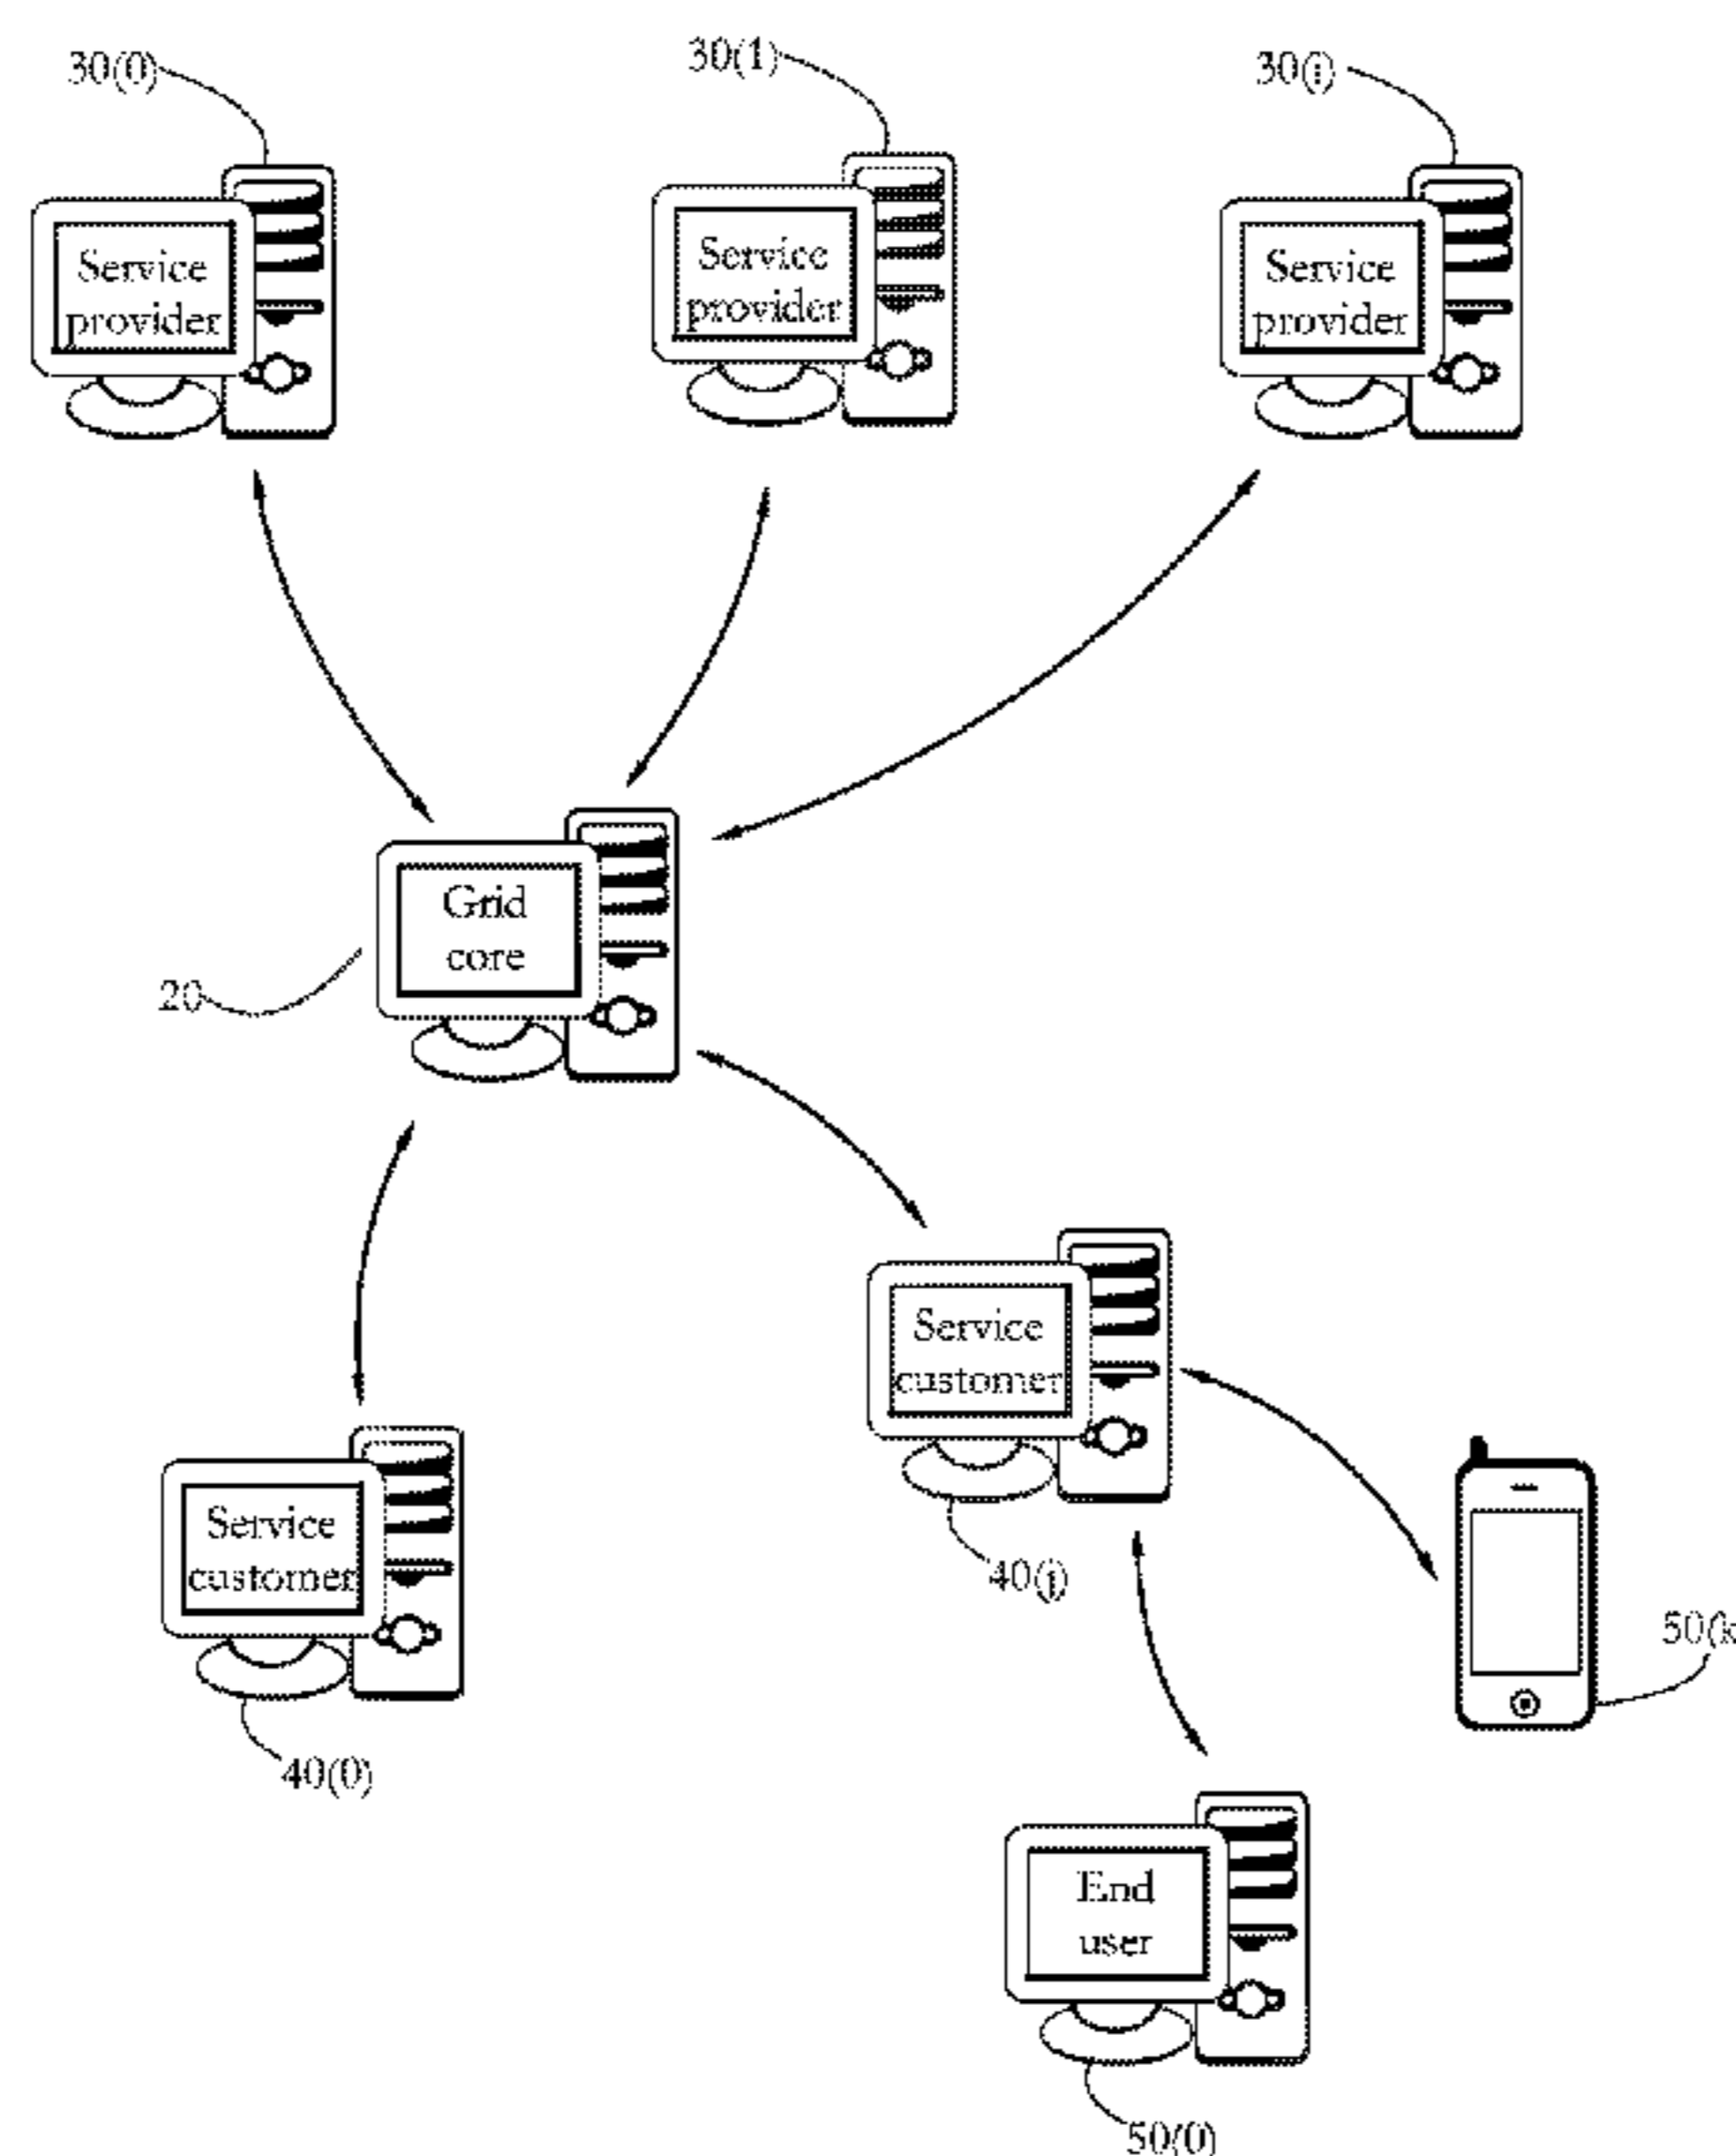 30(0)
30(1)
30(i)
Service
provider
Service
provider
Service
provider
Grid
core
20
Service
customer
40(j)
Service
customer
50(k
40(0)
End
user
50(0)